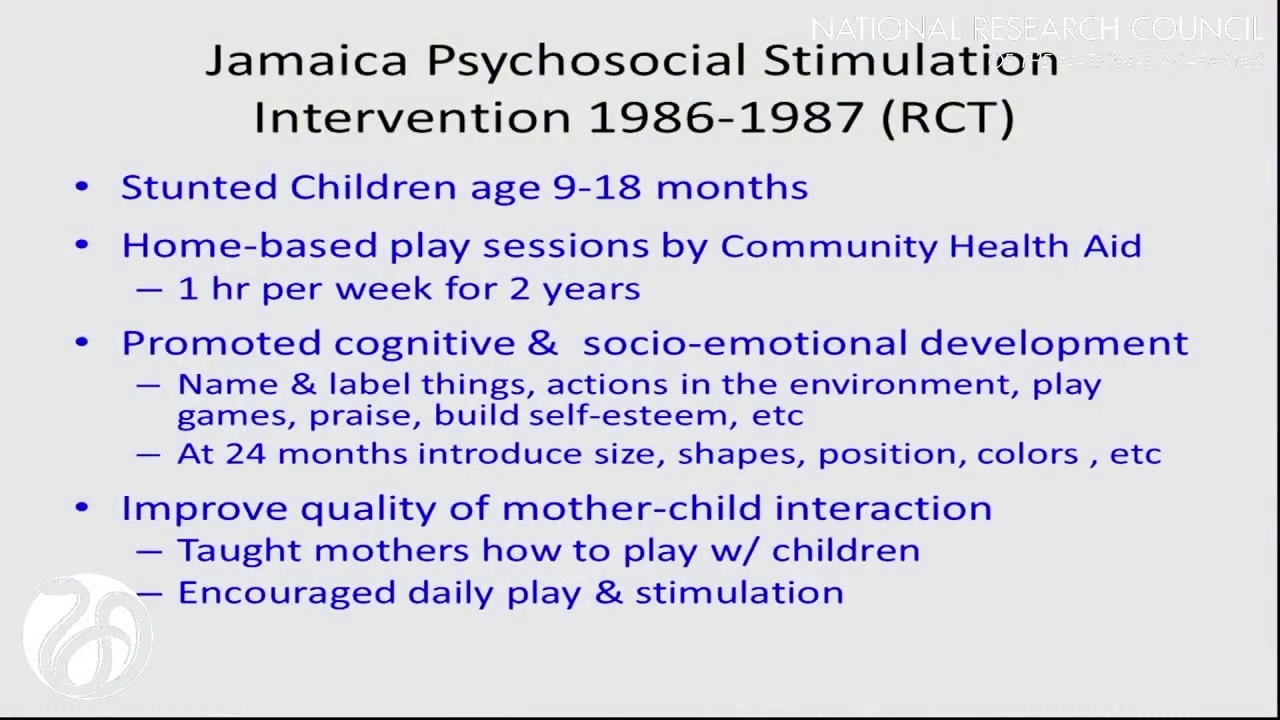 NATIONAL RESEARCH COUNCIL
Jamaica Psychosocial Stimulation
Intervention 1986-1987 (RCT)
• Stunted Children age 9-18 months
• Home-based play sessions by Community Health Aid
– 1 hr per week for 2 years
• Promoted cognitive & socio-emotional development
– Name & label things, actions in the environment, play
games, praise, build self-esteem, etc
– At 24 months introduce size, shapes, position, colors , etc
• Improve quality of mother-child interaction
– Taught mothers how to play w/ children
– Encouraged daily play & stimulation